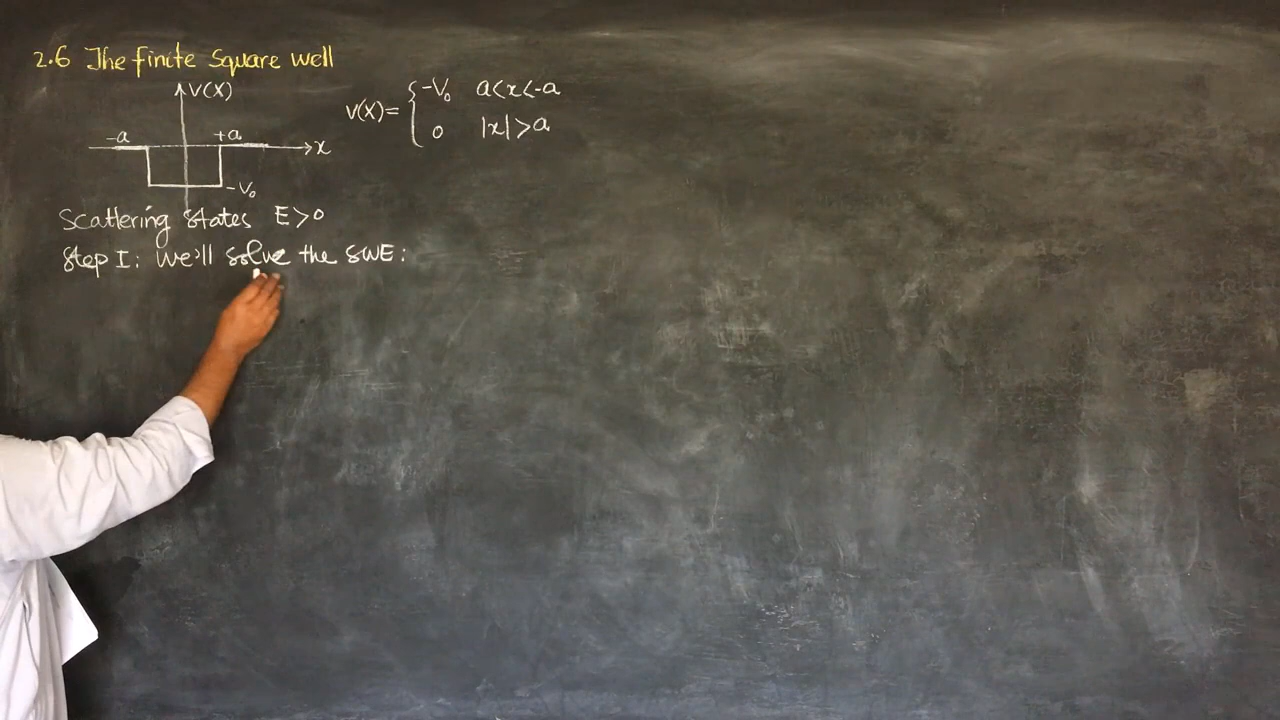 2.6 The finite square well
V(X)
V(X)= { -V₀ a<x<-a
0 |x|>a
-a +a x
-V₀
Scattering states E>0
Step I: We'll solve the SWE: